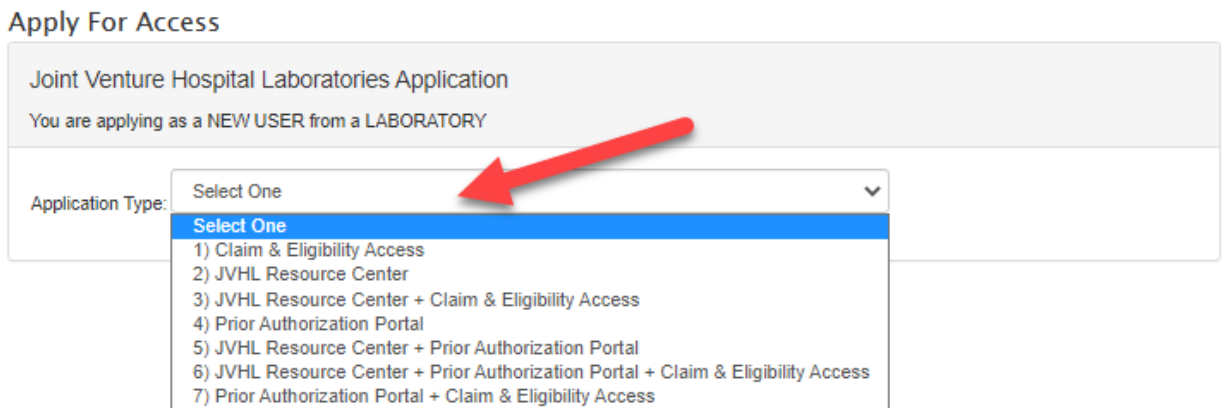 Apply For Access
Joint Venture Hospital Laboratories Application
You are applying as a NEW USER from a LABORATORY
Application Type: Select One
Select One
1) Claim & Eligibility Access
2) JVHL Resource Center
3) JVHL Resource Center + Claim & Eligibility Access
4) Prior Authorization Portal
5) JVHL Resource Center + Prior Authorization Portal
6) JVHL Resource Center + Prior Authorization Portal + Claim & Eligibility Access
7) Prior Authorization Portal + Claim & Eligibility Access